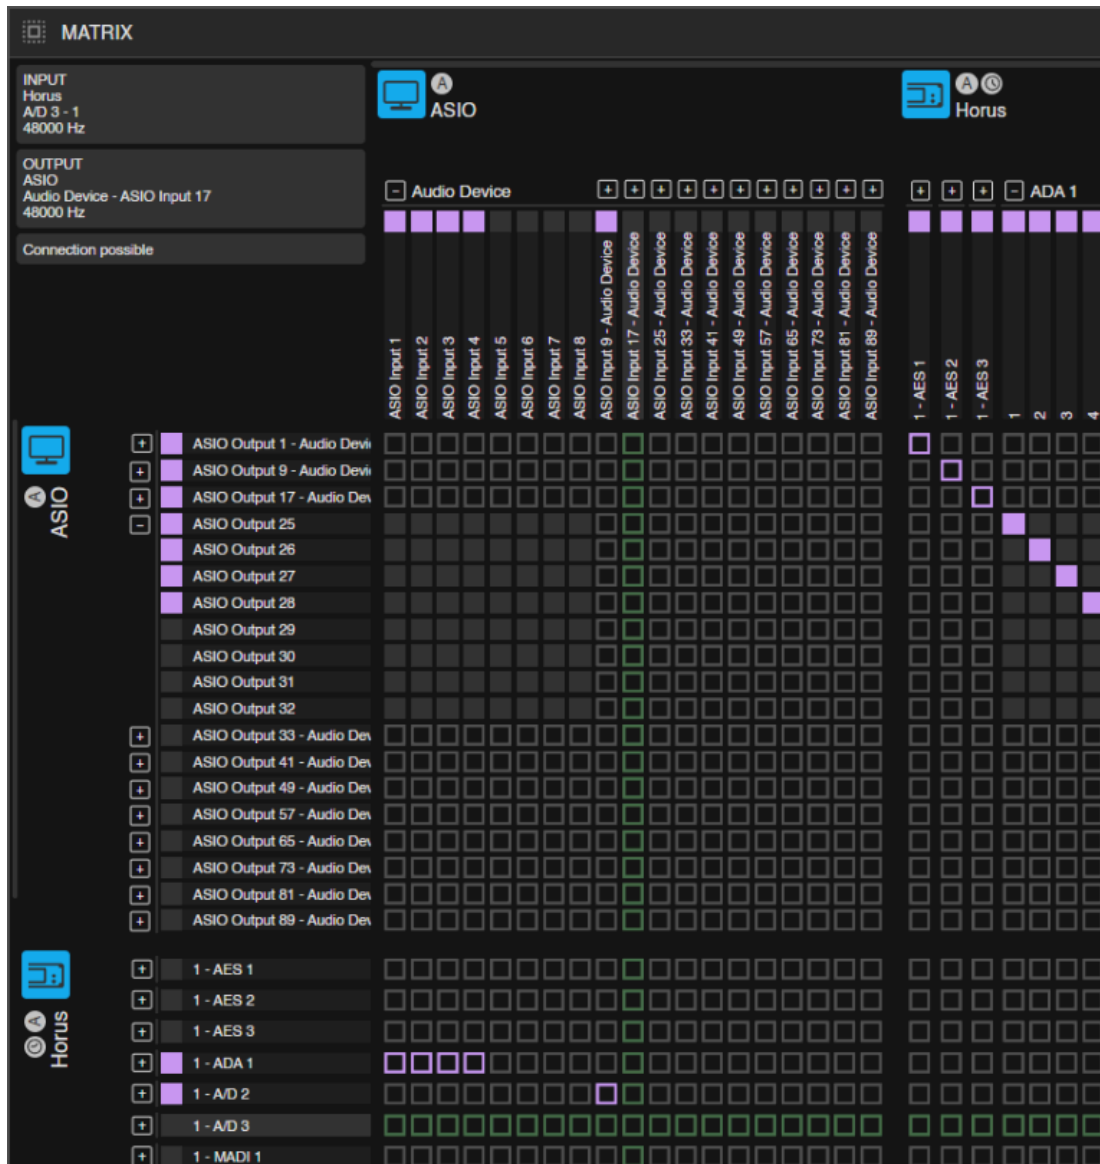 MATRIX
INPUT
Horus
A/D 3 - 1
48000 Hz
OUTPUT
ASIO
Audio Device - ASIO Input 17
48000 Hz
Connection possible
A
ASIO
A
Horus
- Audio Device
+ + + + + + + + + + +
+ + + - ADA 1
ASIO Input 1
ASIO Input 2
ASIO Input 3
ASIO Input 4
ASIO Input 5
ASIO Input 6
ASIO Input 7
ASIO Input 8
ASIO Input 9 - Audio Device
ASIO Input 17 - Audio Device
ASIO Input 25 - Audio Device
ASIO Input 33 - Audio Device
ASIO Input 41 - Audio Device
ASIO Input 49 - Audio Device
ASIO Input 57 - Audio Device
ASIO Input 65 - Audio Device
ASIO Input 73 - Audio Device
ASIO Input 81 - Audio Device
ASIO Input 89 - Audio Device
1 - AES 1
1 - AES 2
1 - AES 3
1
2
3
4
A
ASIO
+ ASIO Output 1 - Audio Devi
+ ASIO Output 9 - Audio Devi
+ ASIO Output 17 - Audio Dev
- ASIO Output 25
ASIO Output 26
ASIO Output 27
ASIO Output 28
ASIO Output 29
ASIO Output 30
ASIO Output 31
ASIO Output 32
+ ASIO Output 33 - Audio Dev
+ ASIO Output 41 - Audio Dev
+ ASIO Output 49 - Audio Dev
+ ASIO Output 57 - Audio Dev
+ ASIO Output 65 - Audio Dev
+ ASIO Output 73 - Audio Dev
+ ASIO Output 81 - Audio Dev
+ ASIO Output 89 - Audio Dev
A
Horus
+ 1 - AES 1
+ 1 - AES 2
+ 1 - AES 3
+ 1 - ADA 1
+ 1 - A/D 2
+ 1 - A/D 3
+ 1 - MADI 1